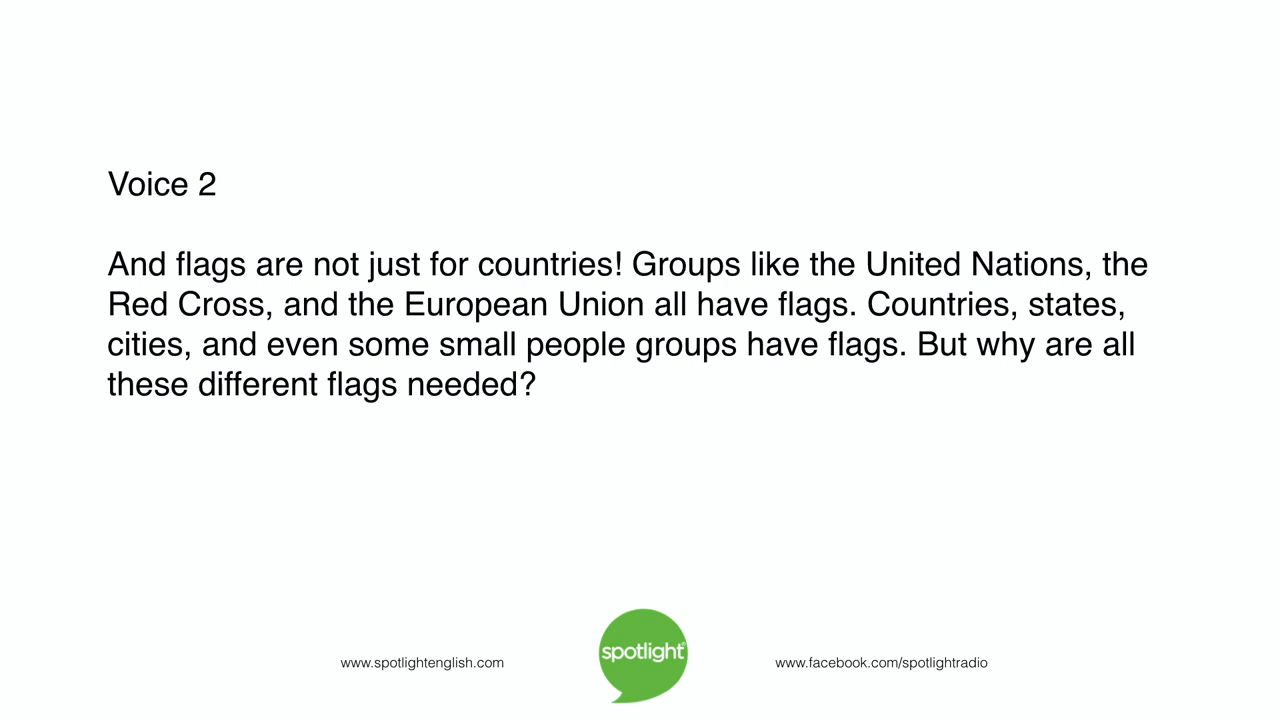 Voice 2
And flags are not just for countries! Groups like the United Nations, the
Red Cross, and the European Union all have flags. Countries, states,
cities, and even some small people groups have flags. But why are all
these different flags needed?
www.spotlightenglish.com
spotlight
www.facebook.com/spotlightradio